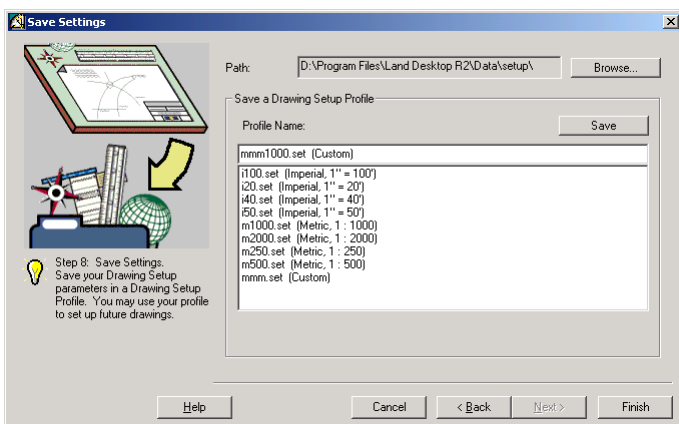 Save Settings
Path:
D:\Program Files\Land Desktop R2\Data\setup\
Browse...
Save a Drawing Setup Profile
Profile Name:
Save
mmm1000.set (Custom)
i100.set (Imperial, 1" = 100')
i20.set (Imperial, 1" = 20')
i40.set (Imperial, 1" = 40')
i50.set (Imperial, 1" = 50')
m1000.set (Metric, 1 : 1000)
m2000.set (Metric, 1 : 2000)
m250.set (Metric, 1 : 250)
m500.set (Metric, 1 : 500)
mmm.set (Custom)
Step 8: Save Settings.
Save your Drawing Setup
parameters in a Drawing Setup
Profile. You may use your profile
to set up future drawings.
Help
Cancel
< Back
Next >
Finish